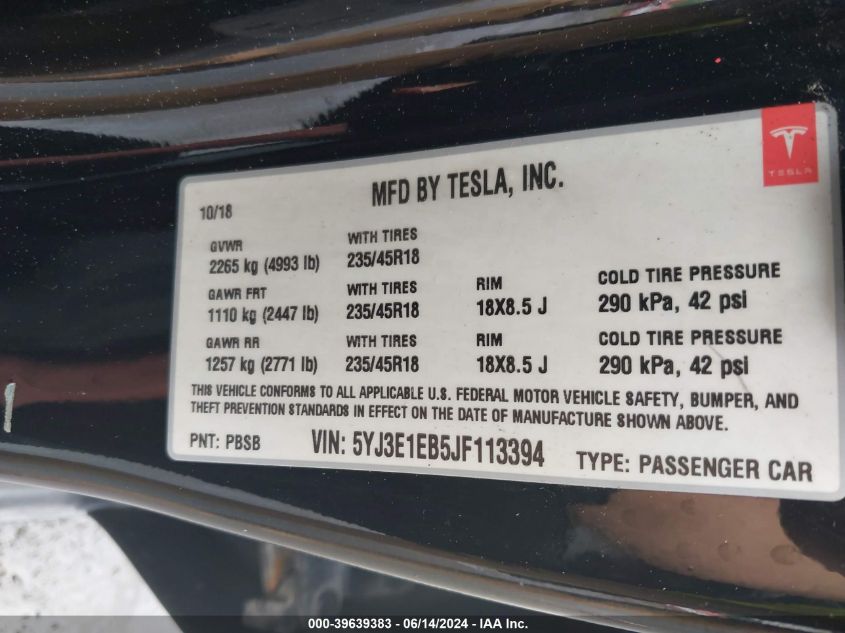 TESLA
MFD BY TESLA, INC.
10/18
GVWR WITH TIRES
2265 kg (4993 lb) 235/45R18
GAWR FRT WITH TIRES RIM COLD TIRE PRESSURE
1110 kg (2447 lb) 235/45R18 18X8.5 J 290 kPa, 42 psi
GAWR RR WITH TIRES RIM COLD TIRE PRESSURE
1257 kg (2771 lb) 235/45R18 18X8.5 J 290 kPa, 42 psi
THIS VEHICLE CONFORMS TO ALL APPLICABLE U.S. FEDERAL MOTOR VEHICLE SAFETY, BUMPER, AND
THEFT PREVENTION STANDARDS IN EFFECT ON THE DATE OF MANUFACTURE SHOWN ABOVE.
PNT: PBSB VIN: 5YJ3E1EB5JF113394 TYPE: PASSENGER CAR
000-39639383 - 06/14/2024 - IAA Inc.